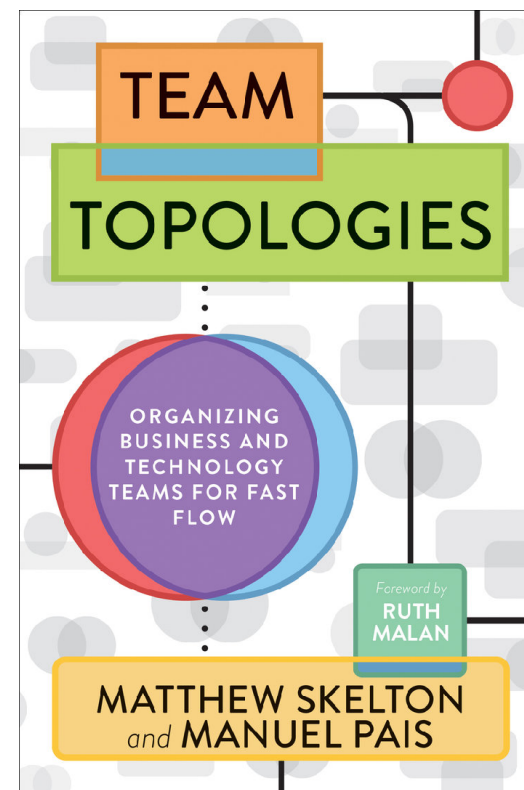 TEAM
TOPOLOGIES
ORGANIZING
BUSINESS AND
TECHNOLOGY
TEAMS FOR FAST
FLOW
Foreword by
RUTH
MALAN
MATTHEW SKELTON
and MANUEL PAIS